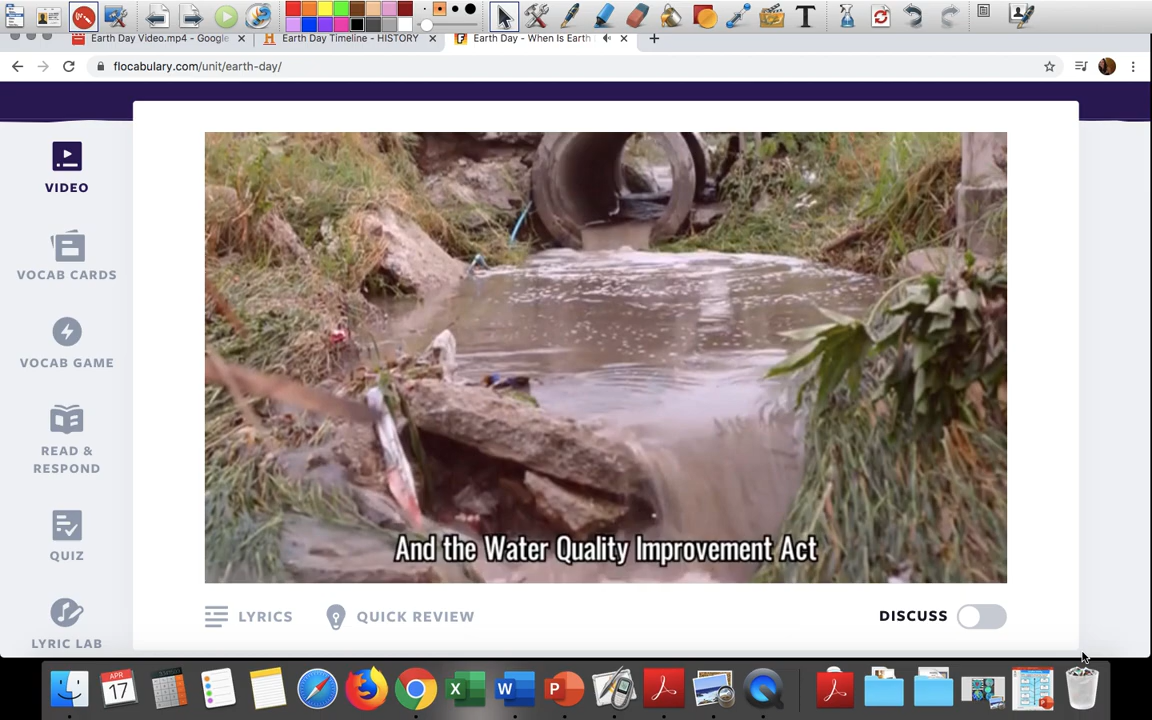 Earth Day Video.mp4 - Google
Earth Day Timeline - HISTORY
Earth Day - When Is Earth
flocabulary.com/unit/earth-day/
VIDEO
VOCAB CARDS
VOCAB GAME
READ &
RESPOND
QUIZ
LYRIC LAB
And the Water Quality Improvement Act
LYRICS
QUICK REVIEW
DISCUSS
APR
17